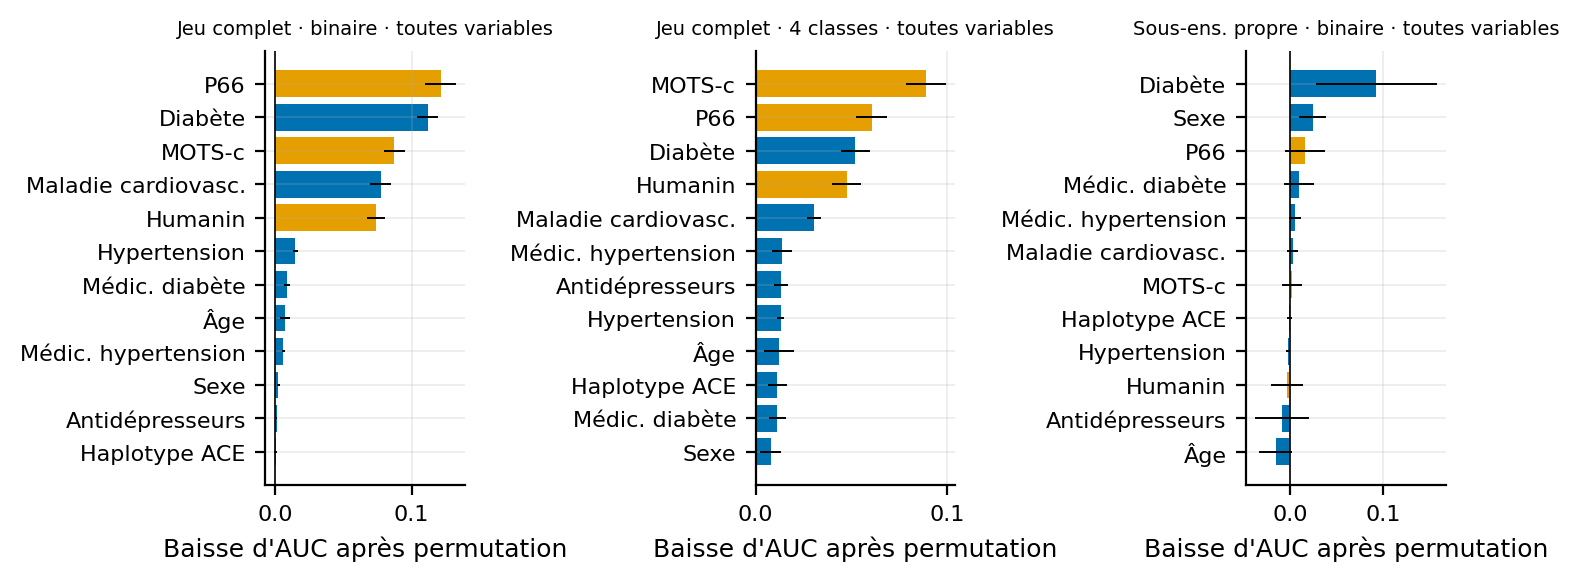 Jeu complet · binaire · toutes variables
P66
Diabète
MOTS-c
Maladie cardiovasc.
Humanin
Hypertension
Médic. diabète
Âge
Médic. hypertension
Sexe
Antidépresseurs
Haplotype ACE
0.0 0.1
Baisse d'AUC après permutation
Jeu complet · 4 classes · toutes variables
MOTS-c
P66
Diabète
Humanin
Maladie cardiovasc.
Médic. hypertension
Antidépresseurs
Hypertension
Âge
Haplotype ACE
Médic. diabète
Sexe
0.0 0.1
Baisse d'AUC après permutation
Sous-ens. propre · binaire · toutes variables
Diabète
Sexe
P66
Médic. diabète
Médic. hypertension
Maladie cardiovasc.
MOTS-c
Haplotype ACE
Hypertension
Humanin
Antidépresseurs
Âge
0.0 0.1
Baisse d'AUC après permutation